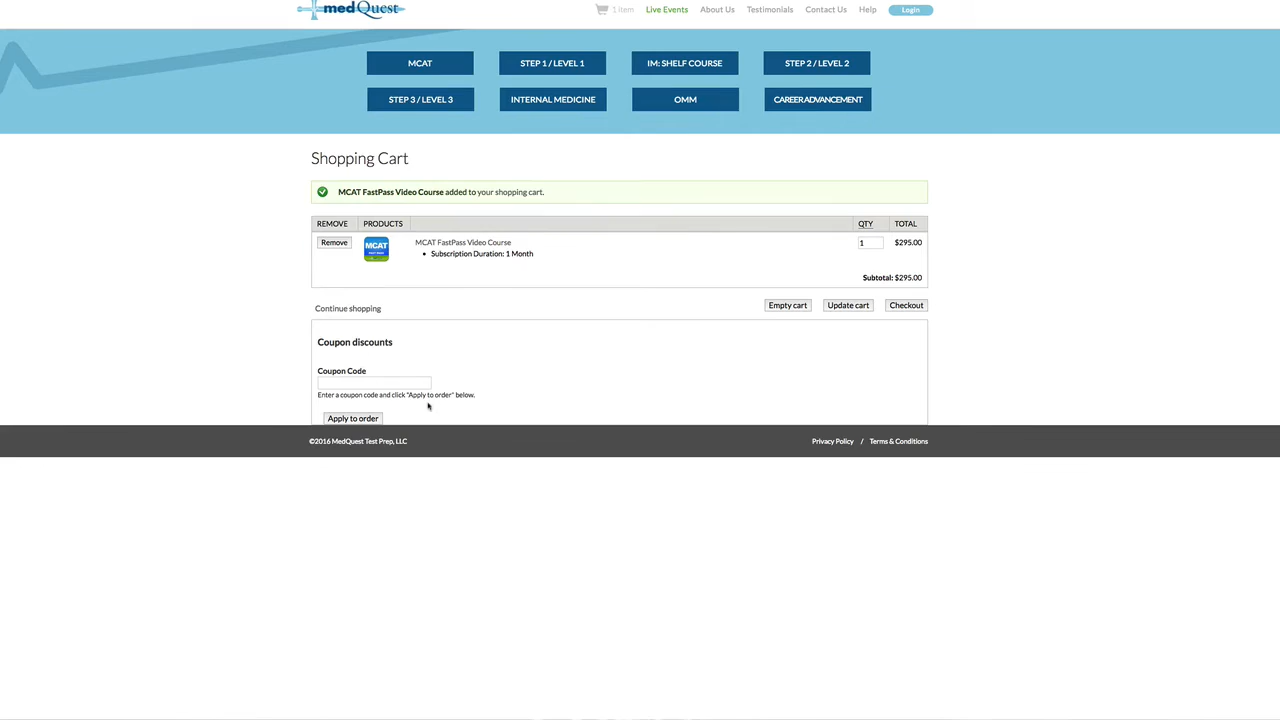 medQuest
1 item
Live Events
About Us
Testimonials
Contact Us
Help
Login
MCAT
STEP 1 / LEVEL 1
IM: SHELF COURSE
STEP 2 / LEVEL 2
STEP 3 / LEVEL 3
INTERNAL MEDICINE
OMM
CAREER ADVANCEMENT
Shopping Cart
MCAT FastPass Video Course added to your shopping cart.
REMOVE PRODUCTS QTY TOTAL
Remove MCAT MCAT FastPass Video Course 1 $295.00
• Subscription Duration: 1 Month
Subtotal: $295.00
Continue shopping
Empty cart
Update cart
Checkout
Coupon discounts
Coupon Code
Enter a coupon code and click "Apply to order" below.
Apply to order
©2016 MedQuest Test Prep, LLC
Privacy Policy / Terms & Conditions